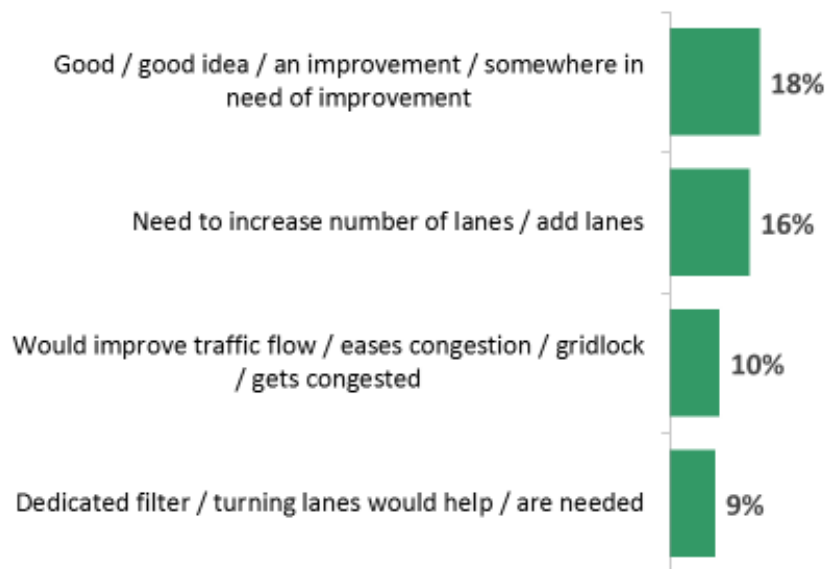 Good / good idea / an improvement / somewhere in
need of improvement
18%
Need to increase number of lanes / add lanes
16%
Would improve traffic flow / eases congestion / gridlock
/ gets congested
10%
Dedicated filter / turning lanes would help / are needed
9%